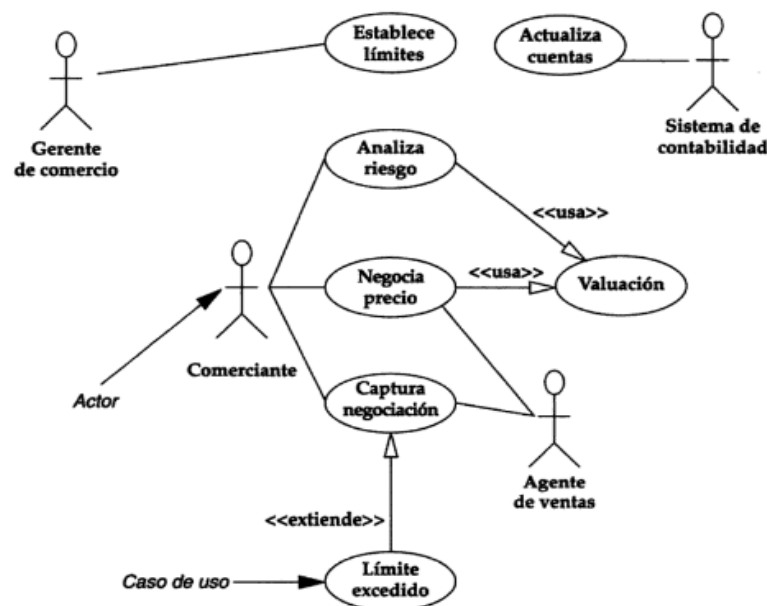 Establece
límites
Actualiza
cuentas
Gerente
de comercio
Sistema de
contabilidad
Analiza
riesgo
<<usa>>
Negocia
precio
<<usa>>
Valuación
Comerciante
Actor
Captura
negociación
Agente
de ventas
<<extiende>>
Caso de uso
Límite
excedido